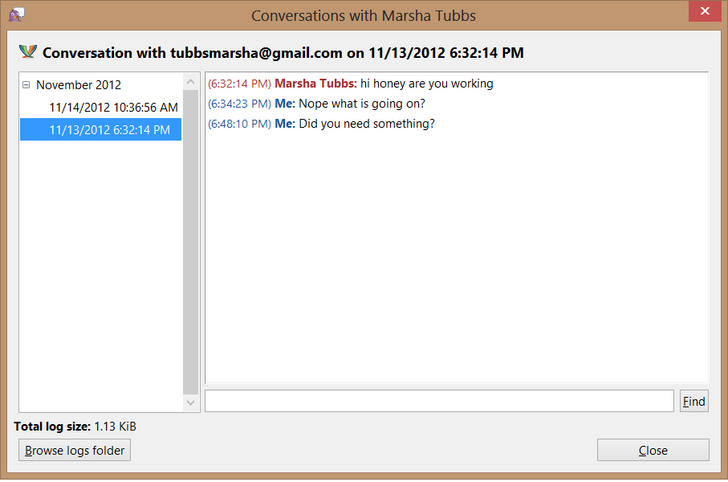 Conversations with Marsha Tubbs
Conversation with tubbsmarsha@gmail.com on 11/13/2012 6:32:14 PM
November 2012
11/14/2012 10:36:56 AM
11/13/2012 6:32:14 PM
(6:32:14 PM) Marsha Tubbs: hi honey are you working
(6:34:23 PM) Me: Nope what is going on?
(6:48:10 PM) Me: Did you need something?
Find
Total log size: 1.13 KiB
Browse logs folder
Close